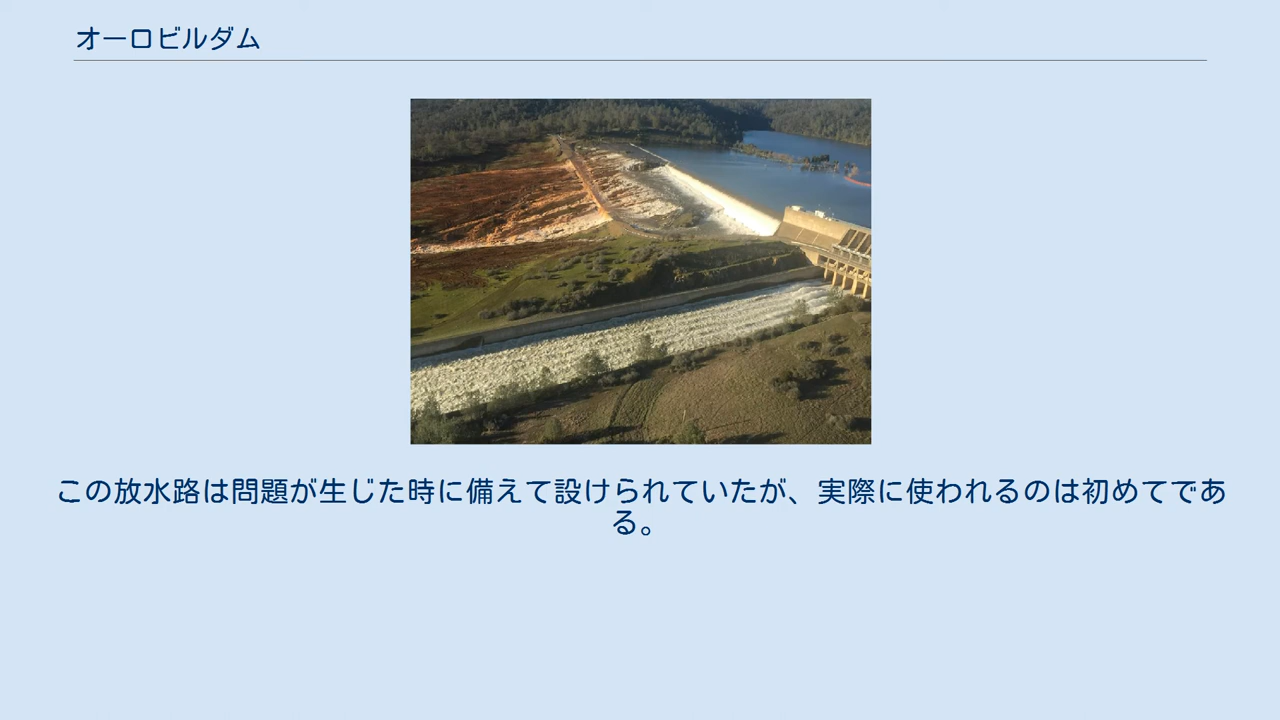 オーロビルダム
この放水路は問題が生じた時に備えて設けられていたが、実際に使われるのは初めてであ
る。